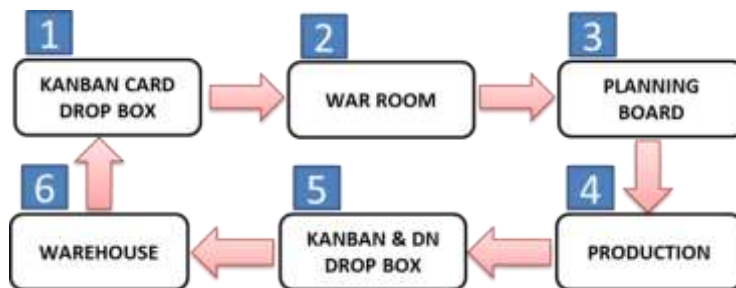 1
KANBAN CARD
DROP BOX
2
WAR ROOM
3
PLANNING
BOARD
4
PRODUCTION
5
KANBAN & DN
DROP BOX
6
WAREHOUSE